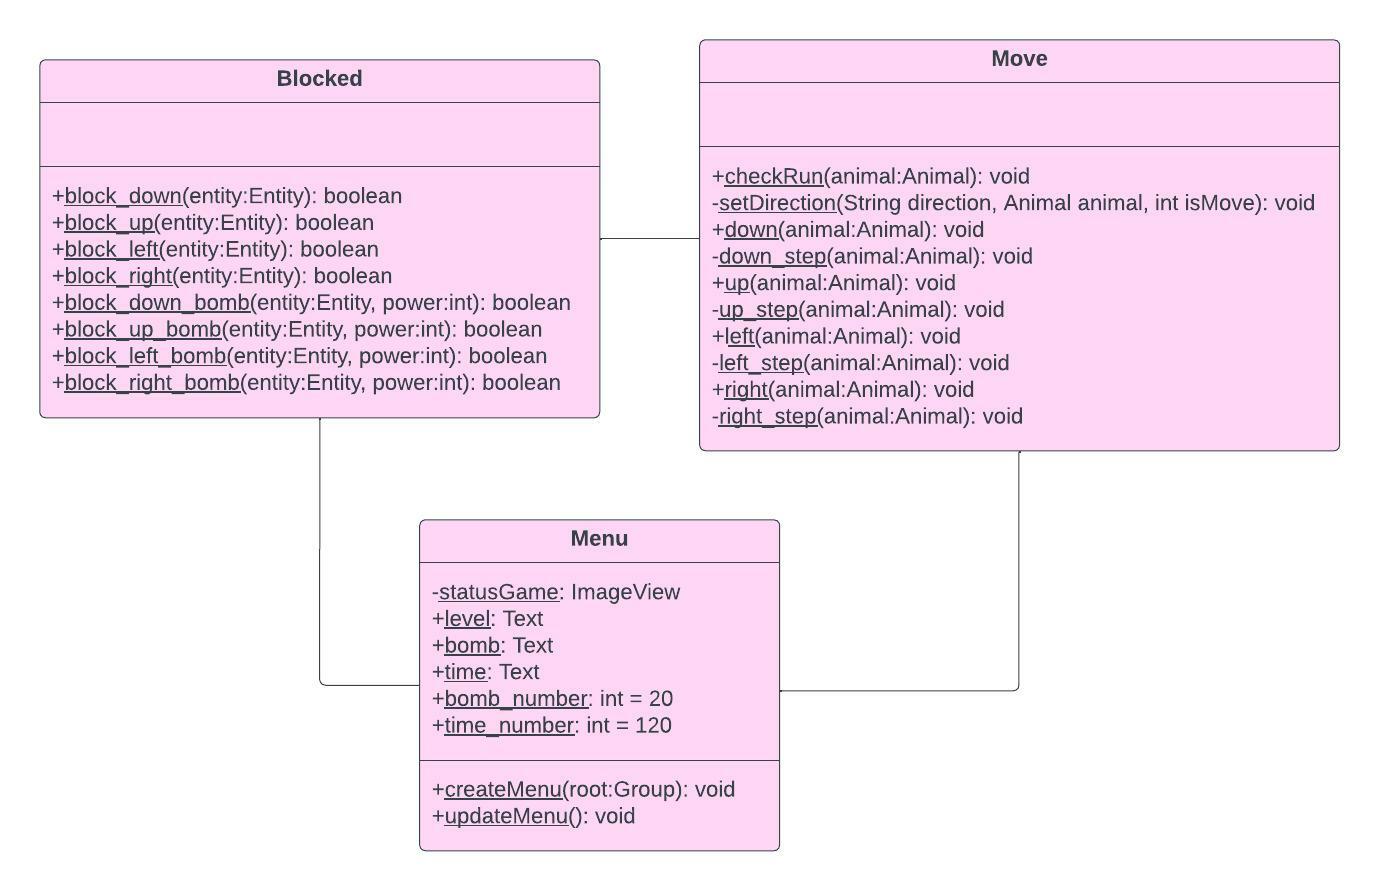 Blocked
+block_down(entity:Entity): boolean
+block_up(entity:Entity): boolean
+block_left(entity:Entity): boolean
+block_right(entity:Entity): boolean
+block_down_bomb(entity:Entity, power:int): boolean
+block_up_bomb(entity:Entity, power:int): boolean
+block_left_bomb(entity:Entity, power:int): boolean
+block_right_bomb(entity:Entity, power:int): boolean
Move
+checkRun(animal:Animal): void
-setDirection(String direction, Animal animal, int isMove): void
+down(animal:Animal): void
-down_step(animal:Animal): void
+up(animal:Animal): void
-up_step(animal:Animal): void
+left(animal:Animal): void
-left_step(animal:Animal): void
+right(animal:Animal): void
-right_step(animal:Animal): void
Menu
-statusGame: ImageView
+level: Text
+bomb: Text
+time: Text
+bomb_number: int = 20
+time_number: int = 120
+createMenu(root:Group): void
+updateMenu(): void